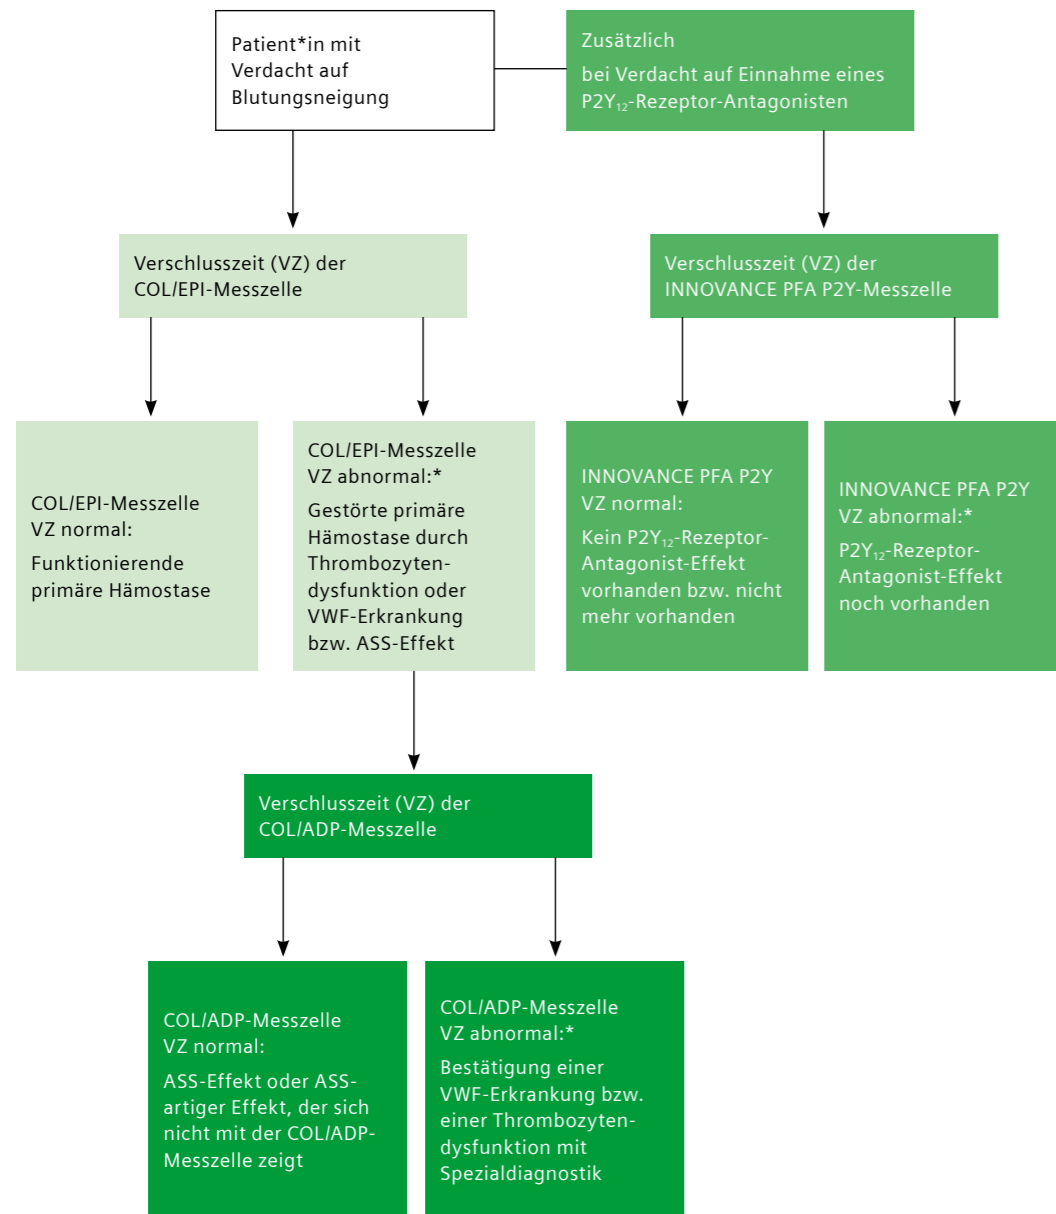 Patient*in mit
Verdacht auf
Blutungsneigung
Zusätzlich
bei Verdacht auf Einnahme eines
P2Y₁₂-Rezeptor-Antagonisten
Verschlusszeit (VZ) der
COL/EPI-Messzelle
Verschlusszeit (VZ) der
INNOVANCE PFA P2Y-Messzelle
COL/EPI-Messzelle
VZ normal:
Funktionierende
primäre Hämostase
COL/EPI-Messzelle
VZ abnormal:*
Gestörte primäre
Hämostase durch
Thrombozyten-
dysfunktion oder
VWF-Erkrankung
bzw. ASS-Effekt
INNOVANCE PFA P2Y
VZ normal:
Kein P2Y₁₂-Rezeptor-
Antagonist-Effekt
vorhanden bzw. nicht
mehr vorhanden
INNOVANCE PFA P2Y
VZ abnormal:*
P2Y₁₂-Rezeptor-
Antagonist-Effekt
noch vorhanden
Verschlusszeit (VZ) der
COL/ADP-Messzelle
COL/ADP-Messzelle
VZ normal:
ASS-Effekt oder ASS-
artiger Effekt, der sich
nicht mit der COL/ADP-
Messzelle zeigt
COL/ADP-Messzelle
VZ abnormal:*
Bestätigung einer
VWF-Erkrankung bzw.
einer Thrombozyten-
dysfunktion mit
Spezialdiagnostik